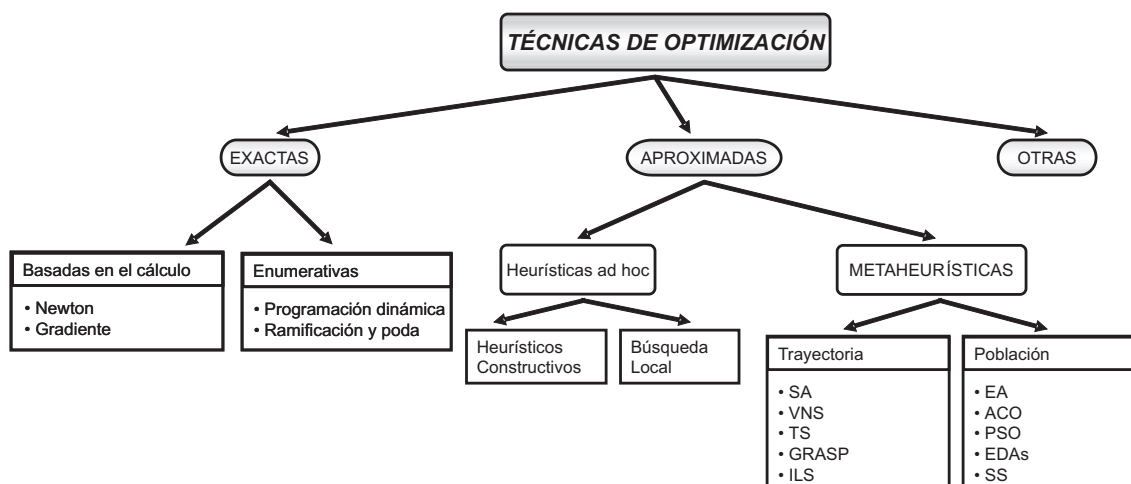 TÉCNICAS DE OPTIMIZACIÓN
EXACTAS
APROXIMADAS
OTRAS
Basadas en el cálculo
• Newton
• Gradiente
Enumerativas
• Programación dinámica
• Ramificación y poda
Heurísticas ad hoc
METAHEURÍSTICAS
Heurísticos
Constructivos
Búsqueda
Local
Trayectoria
• SA
• VNS
• TS
• GRASP
• ILS
Población
• EA
• ACO
• PSO
• EDAs
• SS